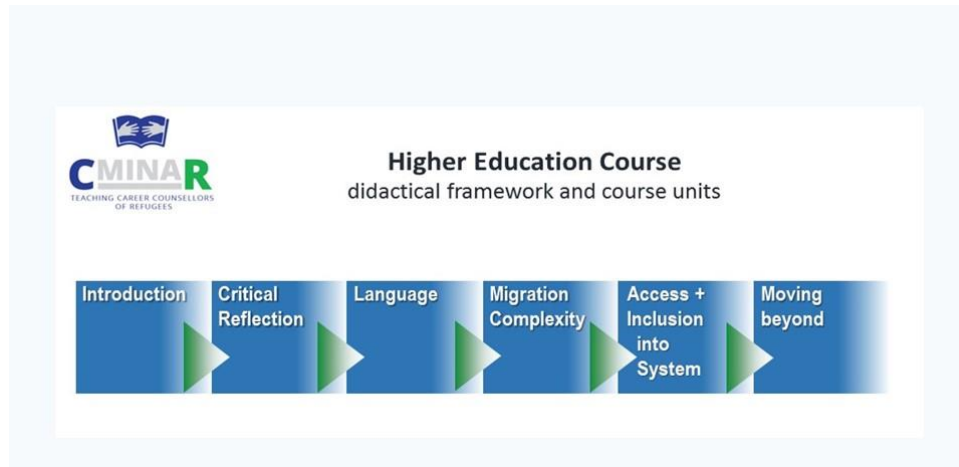 CMINAR
TEACHING CAREER COUNSELLORS
OF REFUGEES
Higher Education Course
didactical framework and course units
Introduction
Critical
Reflection
Language
Migration
Complexity
Access +
Inclusion
into
System
Moving
beyond